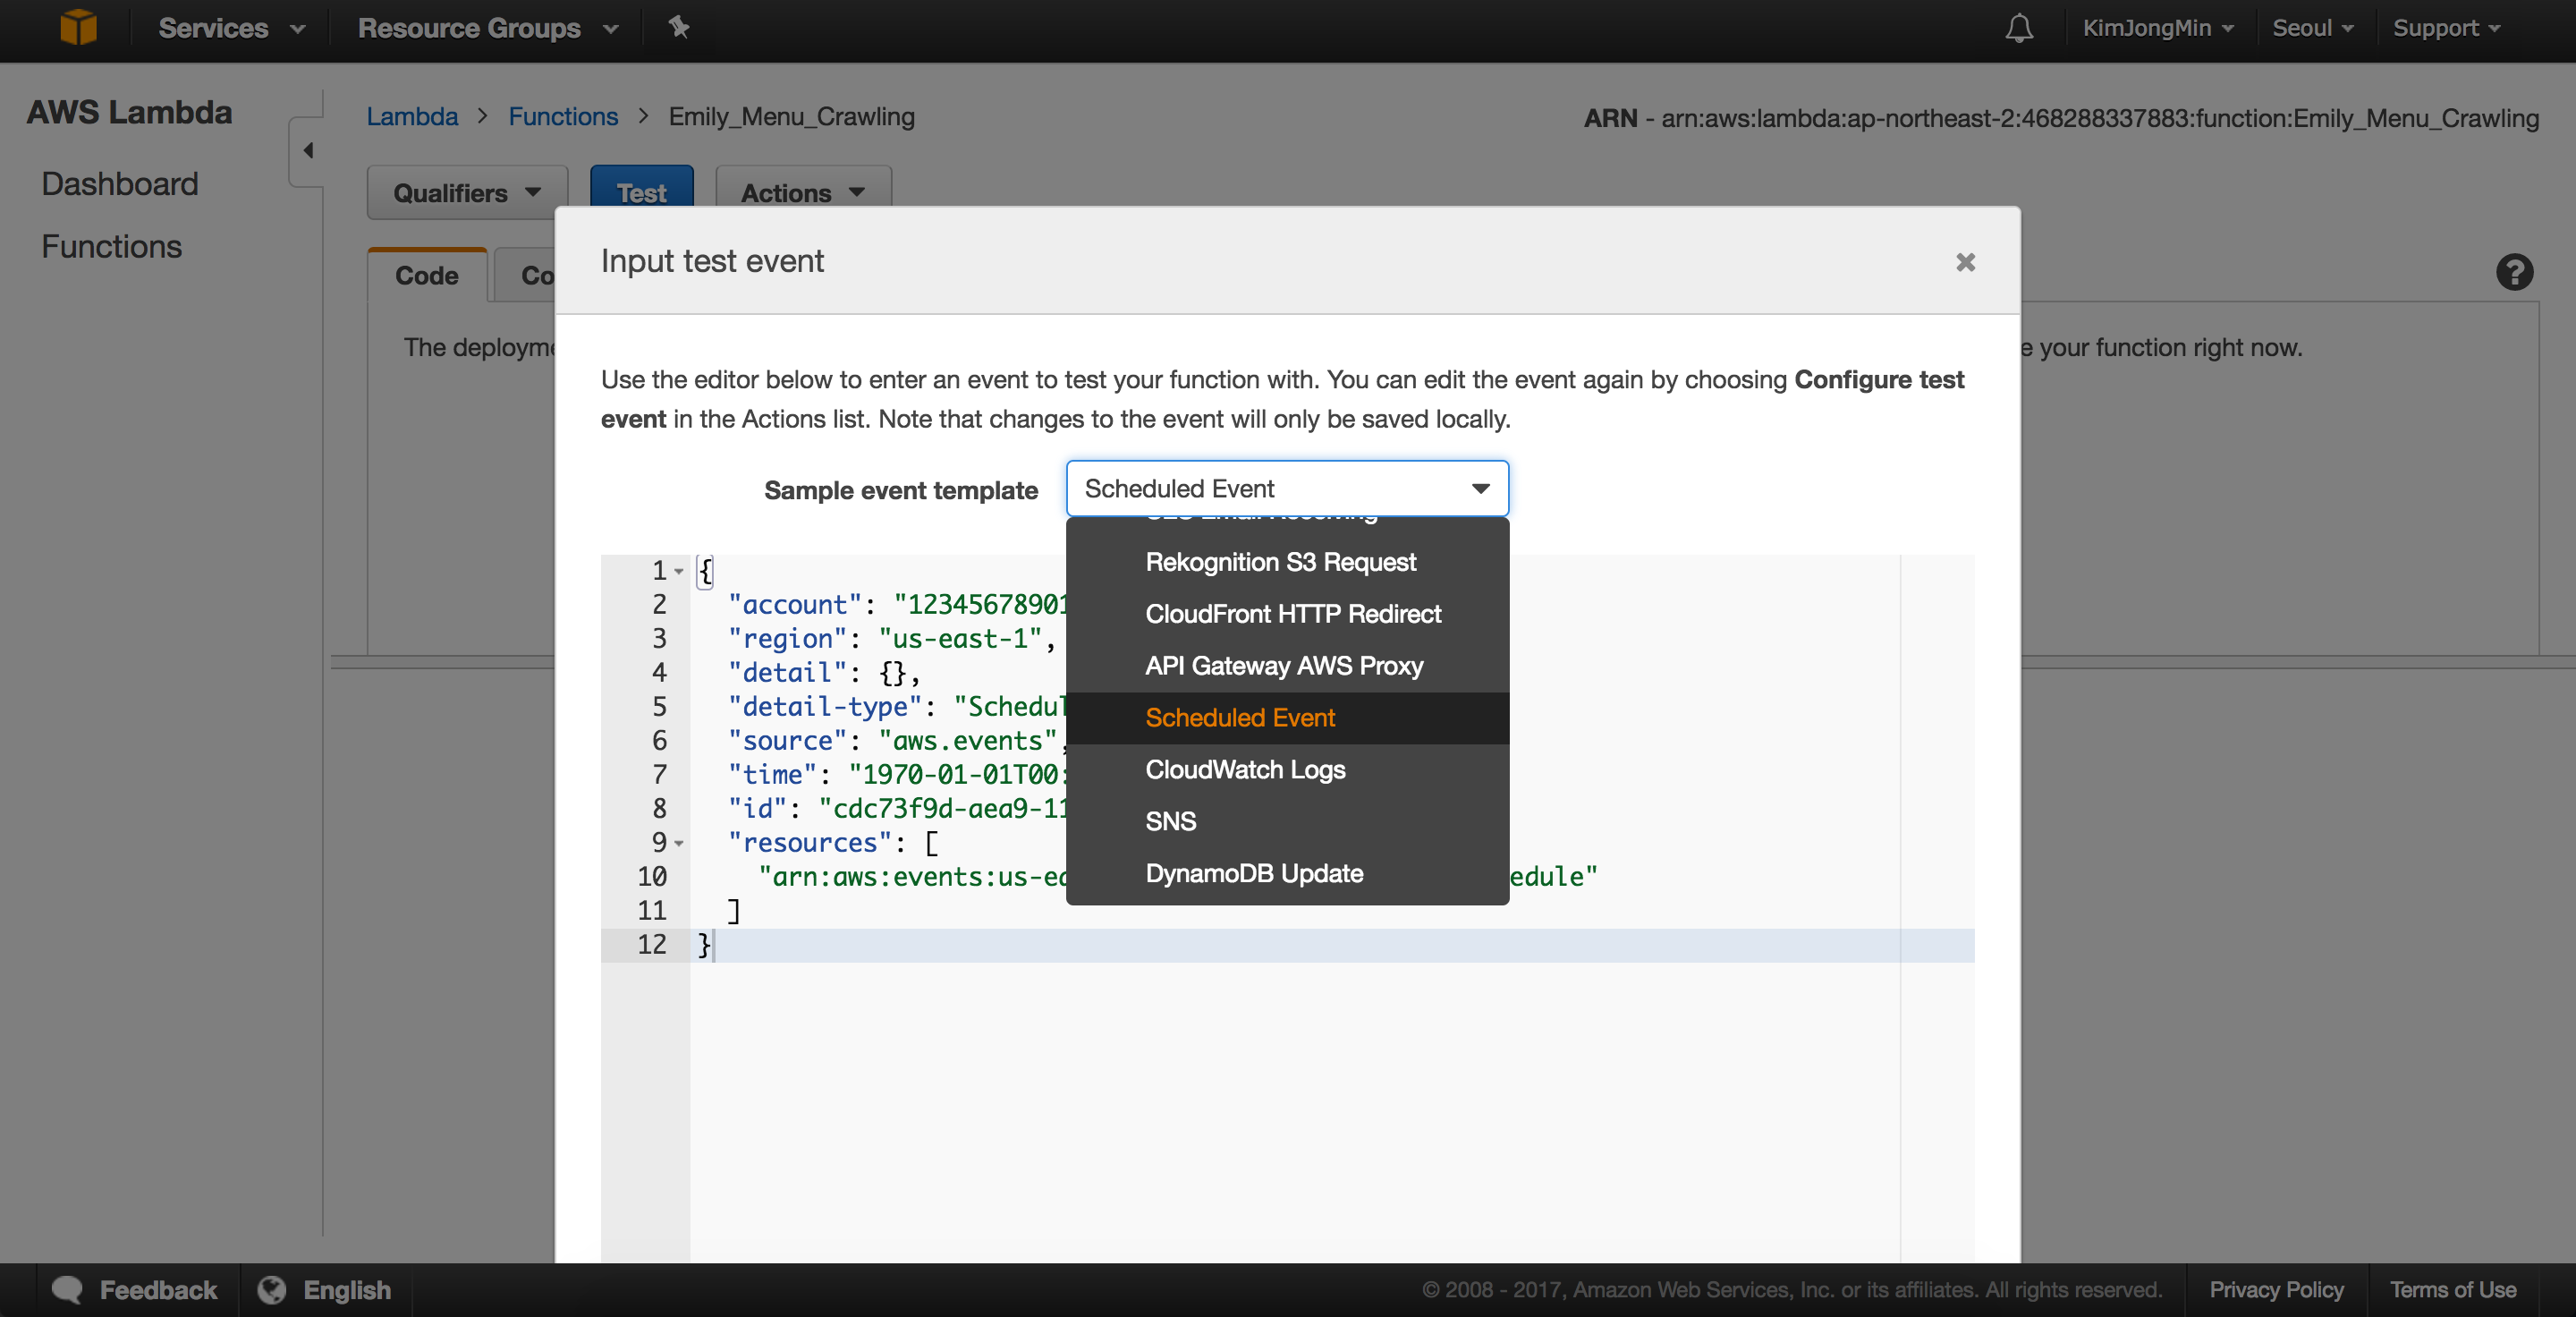 Services
Resource Groups
KimJongMin
Seoul
Support
AWS Lambda
Dashboard
Functions
Lambda > Functions > Emily_Menu_Crawling
ARN - arn:aws:lambda:ap-northeast-2:468288337883:function:Emily_Menu_Crawling
Qualifiers
Test
Actions
Code
Co
The deployme
e your function right now.
Input test event
Use the editor below to enter an event to test your function with. You can edit the event again by choosing Configure test
event in the Actions list. Note that changes to the event will only be saved locally.
Sample event template
Scheduled Event
Rekognition S3 Request
CloudFront HTTP Redirect
API Gateway AWS Proxy
Scheduled Event
CloudWatch Logs
SNS
DynamoDB Update
1 {
2 "account": "12345678901
3 "region": "us-east-1",
4 "detail": {},
5 "detail-type": "Schedul
6 "source": "aws.events",
7 "time": "1970-01-01T00:
8 "id": "cdc73f9d-aea9-11
9 "resources": [
10 "arn:aws:events:us-ea edule"
11 ]
12 }
Feedback
English
© 2008 - 2017, Amazon Web Services, Inc. or its affiliates. All rights reserved.
Privacy Policy
Terms of Use